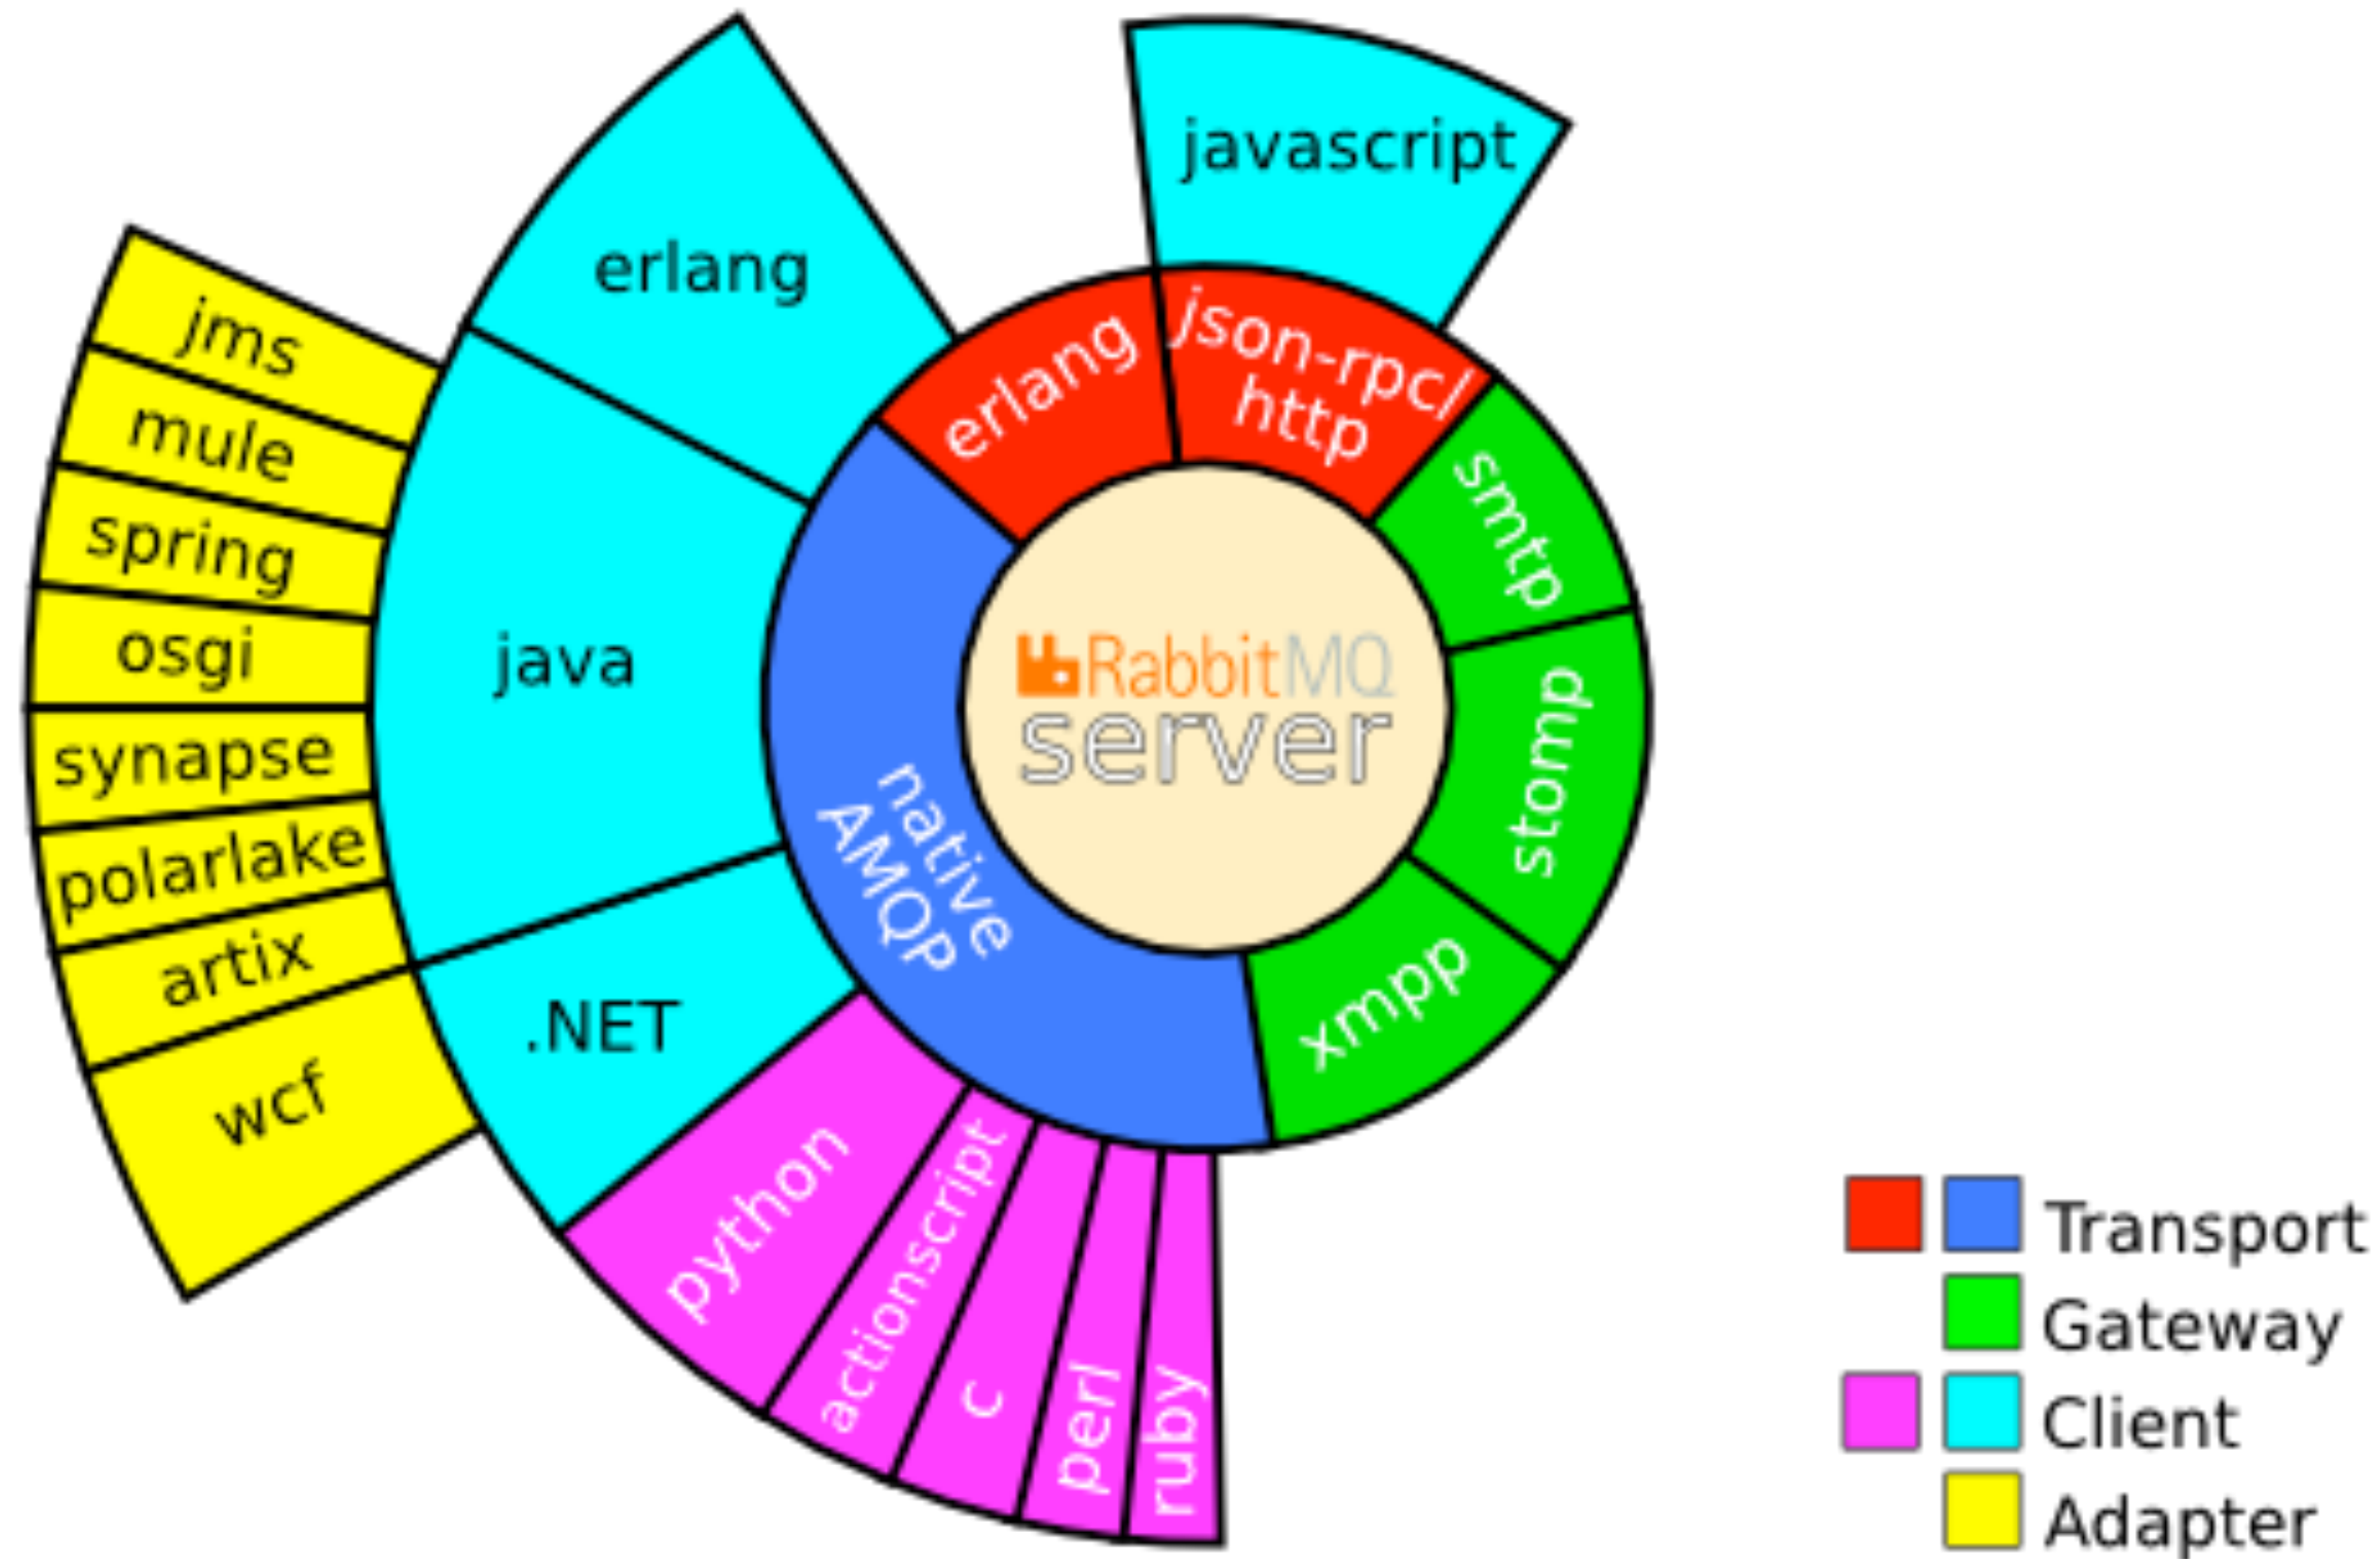 javascript
erlang
erlang
json-rpc/
http
smtp
stomp
xmpp
native
AMQP
RabbitMQ
server
java
.NET
jms
mule
spring
osgi
synapse
polarlake
artix
wcf
python
actionscript
c
perl
ruby
Transport
Gateway
Client
Adapter